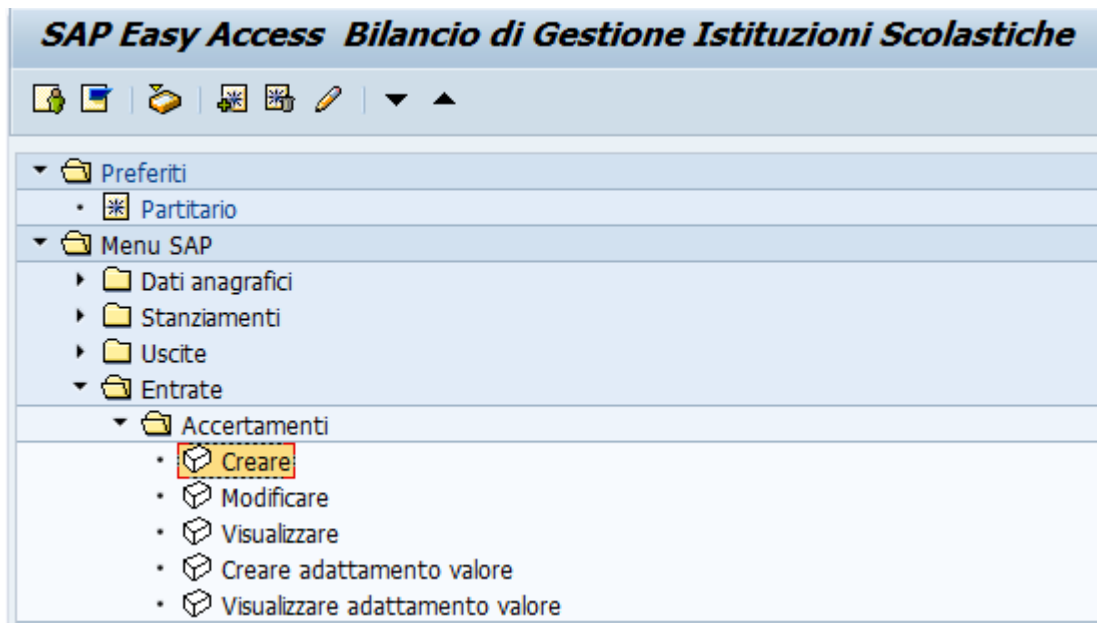 SAP Easy Access Bilancio di Gestione Istituzioni Scolastiche
Preferiti
Partitario
Menu SAP
Dati anagrafici
Stanziamenti
Uscite
Entrate
Accertamenti
Creare
Modificare
Visualizzare
Creare adattamento valore
Visualizzare adattamento valore